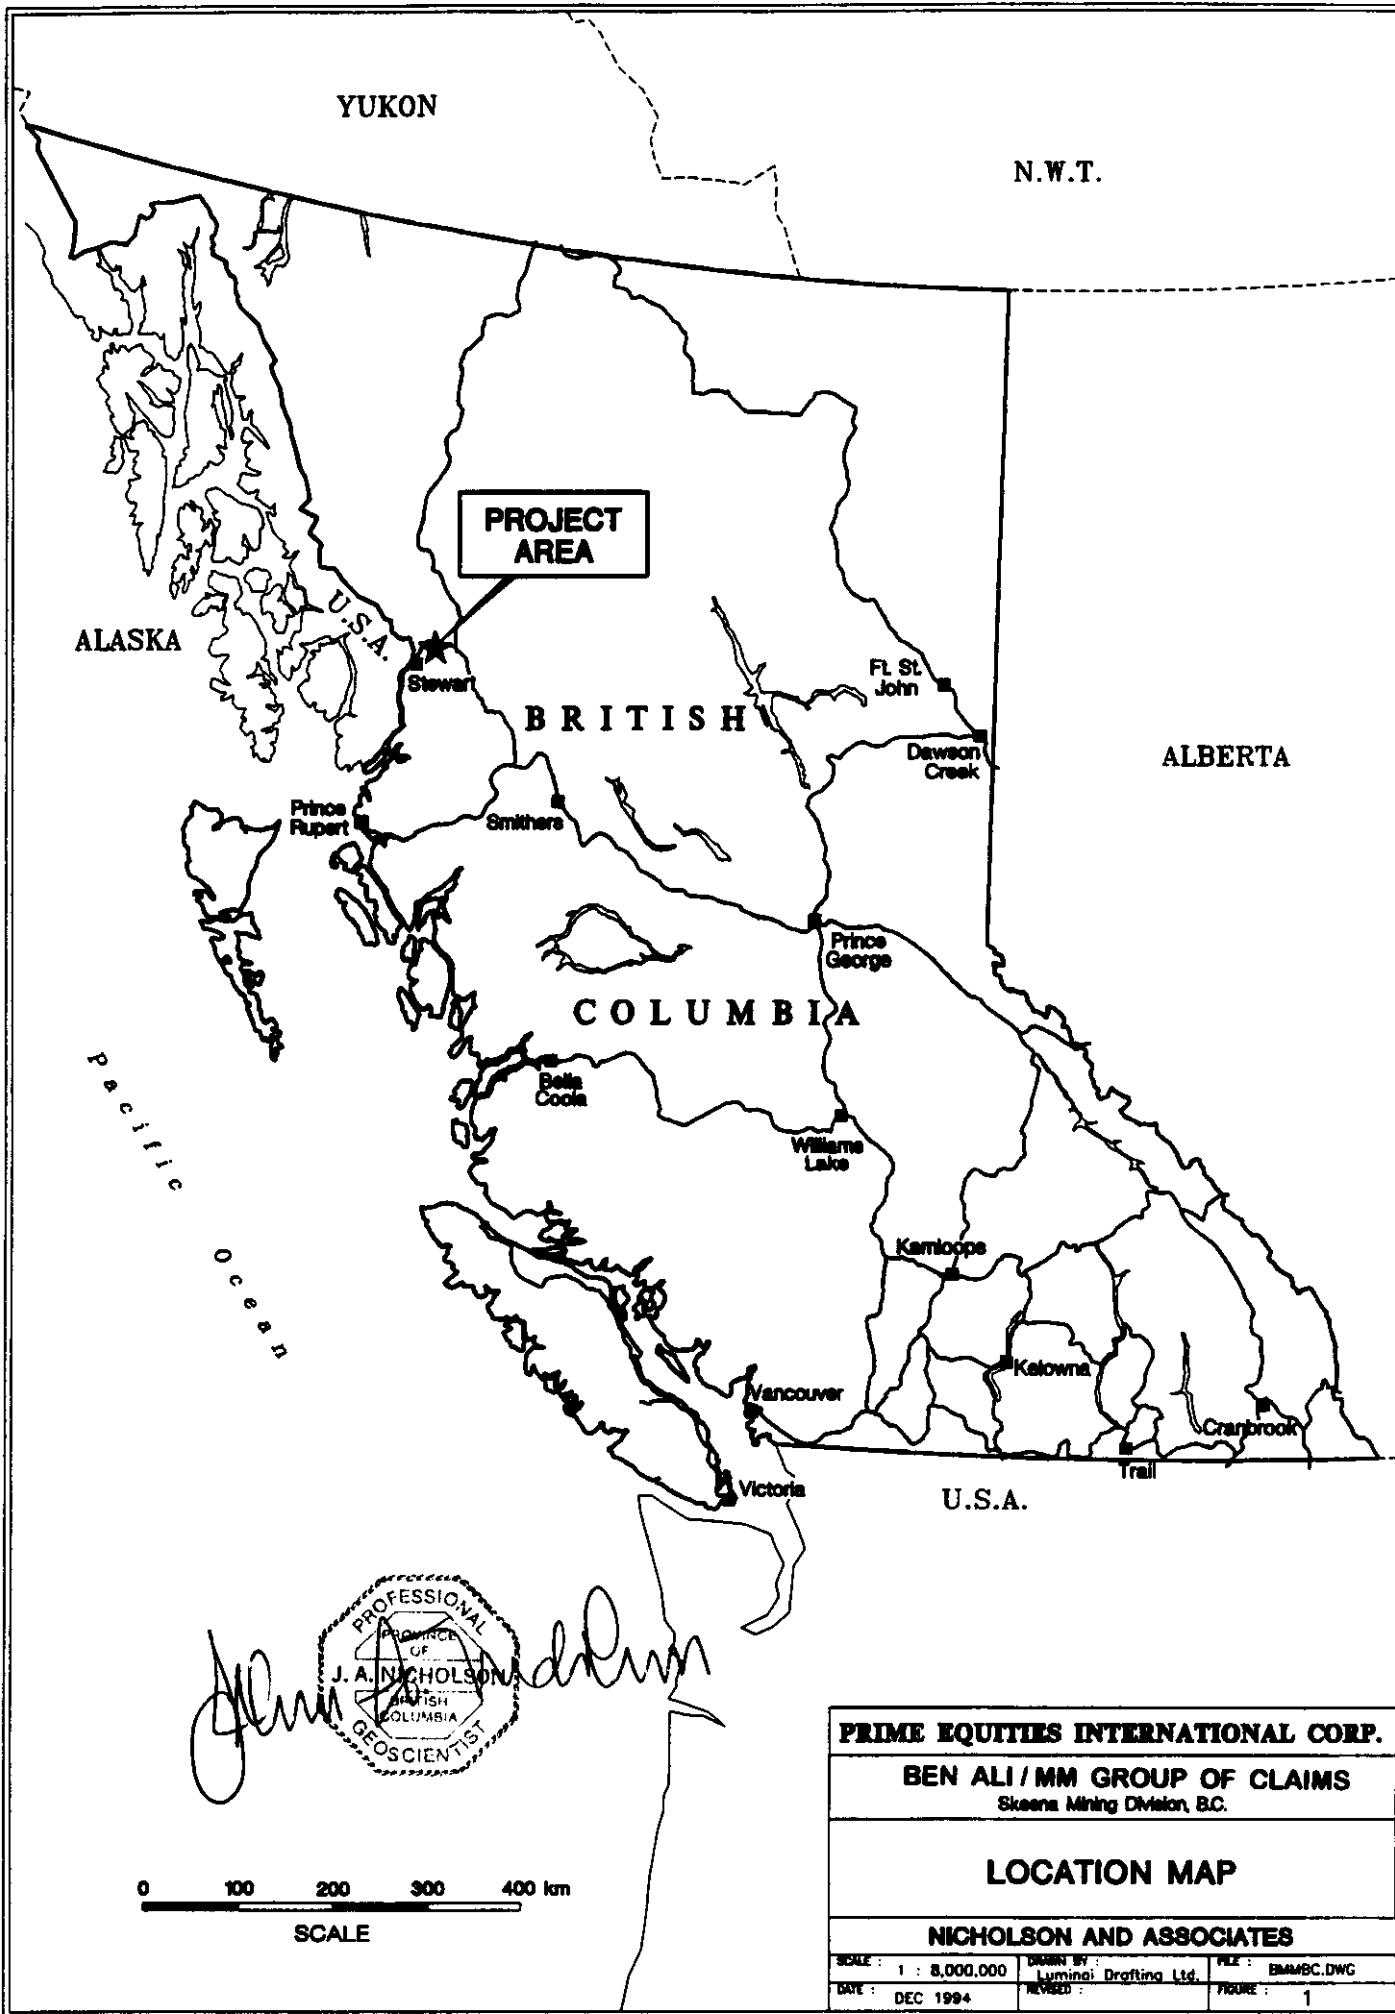 YUKON
N.W.T.
PROJECT
AREA
U.S.A.
ALASKA
Stewart
Ft. St.
John
BRITISH
Dawson
Creek
ALBERTA
Prince
Rupert
Smithers
Prince
George
COLUMBIA
Pacific Ocean
Bella
Coola
Williams
Lake
Kamloops
Kelowna
Vancouver
Cranbrook
Trail
Victoria
U.S.A.
PROFESSIONAL
PROVINCE
OF
J. A. NICHOLSON
BRITISH
COLUMBIA
GEOSCIENTIST
PRIME EQUITIES INTERNATIONAL CORP.
BEN ALI / MM GROUP OF CLAIMS
Skeena Mining Division, B.C.
LOCATION MAP
0 100 200 300 400 km
SCALE
NICHOLSON AND ASSOCIATES
SCALE : 1 : 8,000,000 DRAWN BY : Luminai Drafting Ltd. FILE : BMMBC.DWG
DATE : DEC 1994 REVISED : FIGURE : 1